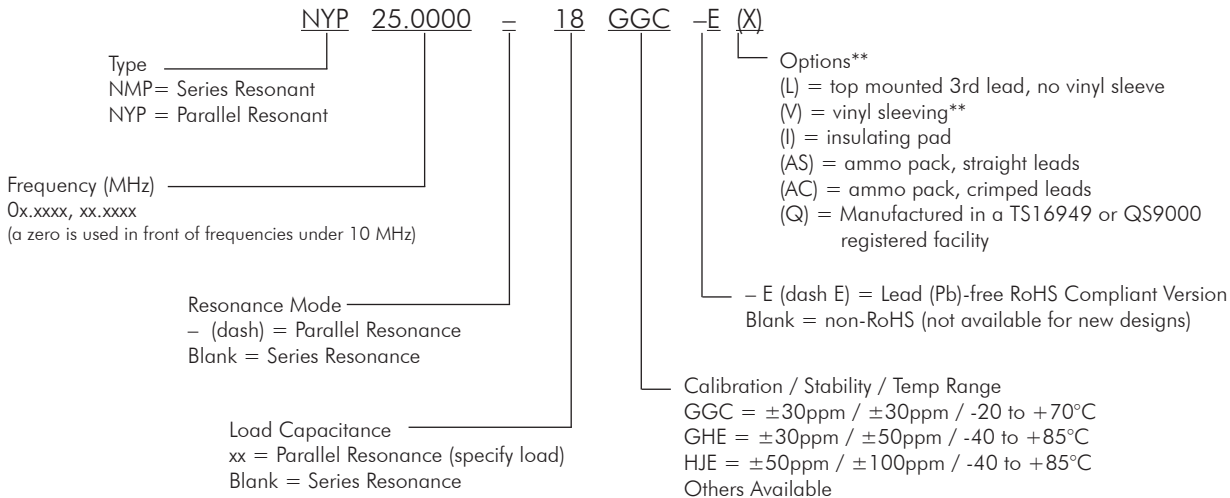 NYP 25.0000 – 18 GGC –E (X)
Type
NMP= Series Resonant
NYP = Parallel Resonant
Options**
(L) = top mounted 3rd lead, no vinyl sleeve
(V) = vinyl sleeving**
(I) = insulating pad
(AS) = ammo pack, straight leads
(AC) = ammo pack, crimped leads
(Q) = Manufactured in a TS16949 or QS9000
registered facility
Frequency (MHz)
0x.xxxx, xx.xxxx
(a zero is used in front of frequencies under 10 MHz)
– E (dash E) = Lead (Pb)-free RoHS Compliant Version
Blank = non-RoHS (not available for new designs)
Resonance Mode
– (dash) = Parallel Resonance
Blank = Series Resonance
Calibration / Stability / Temp Range
GGC = ±30ppm / ±30ppm / -20 to +70°C
GHE = ±30ppm / ±50ppm / -40 to +85°C
HJE = ±50ppm / ±100ppm / -40 to +85°C
Others Available
Load Capacitance
xx = Parallel Resonance (specify load)
Blank = Series Resonance